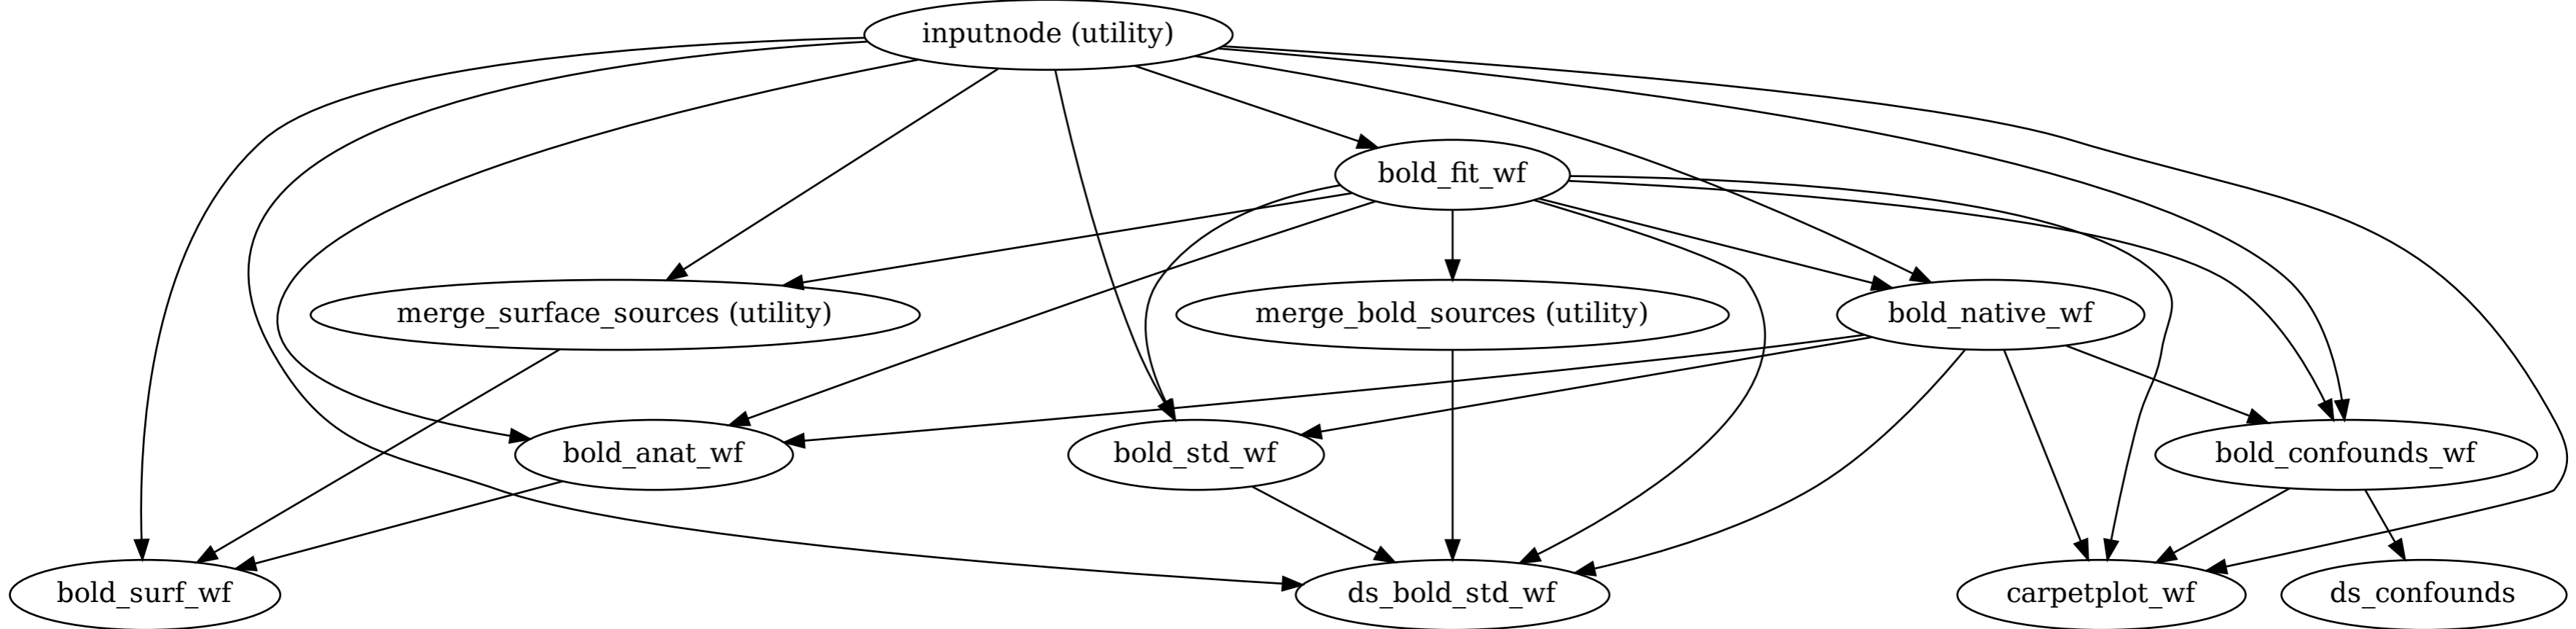 inputnode (utility)
bold_fit_wf
merge_surface_sources (utility)
merge_bold_sources (utility)
bold_native_wf
bold_anat_wf
bold_std_wf
bold_confounds_wf
bold_surf_wf
ds_bold_std_wf
carpetplot_wf
ds_confounds